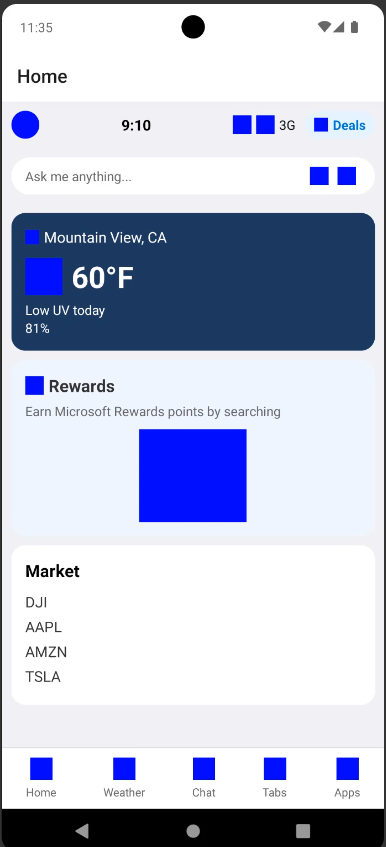 11:35
Home
9:10
3G
Deals
Ask me anything...
Mountain View, CA
60°F
Low UV today
81%
Rewards
Earn Microsoft Rewards points by searching
Market
DJI
AAPL
AMZN
TSLA
Home Weather Chat Tabs Apps